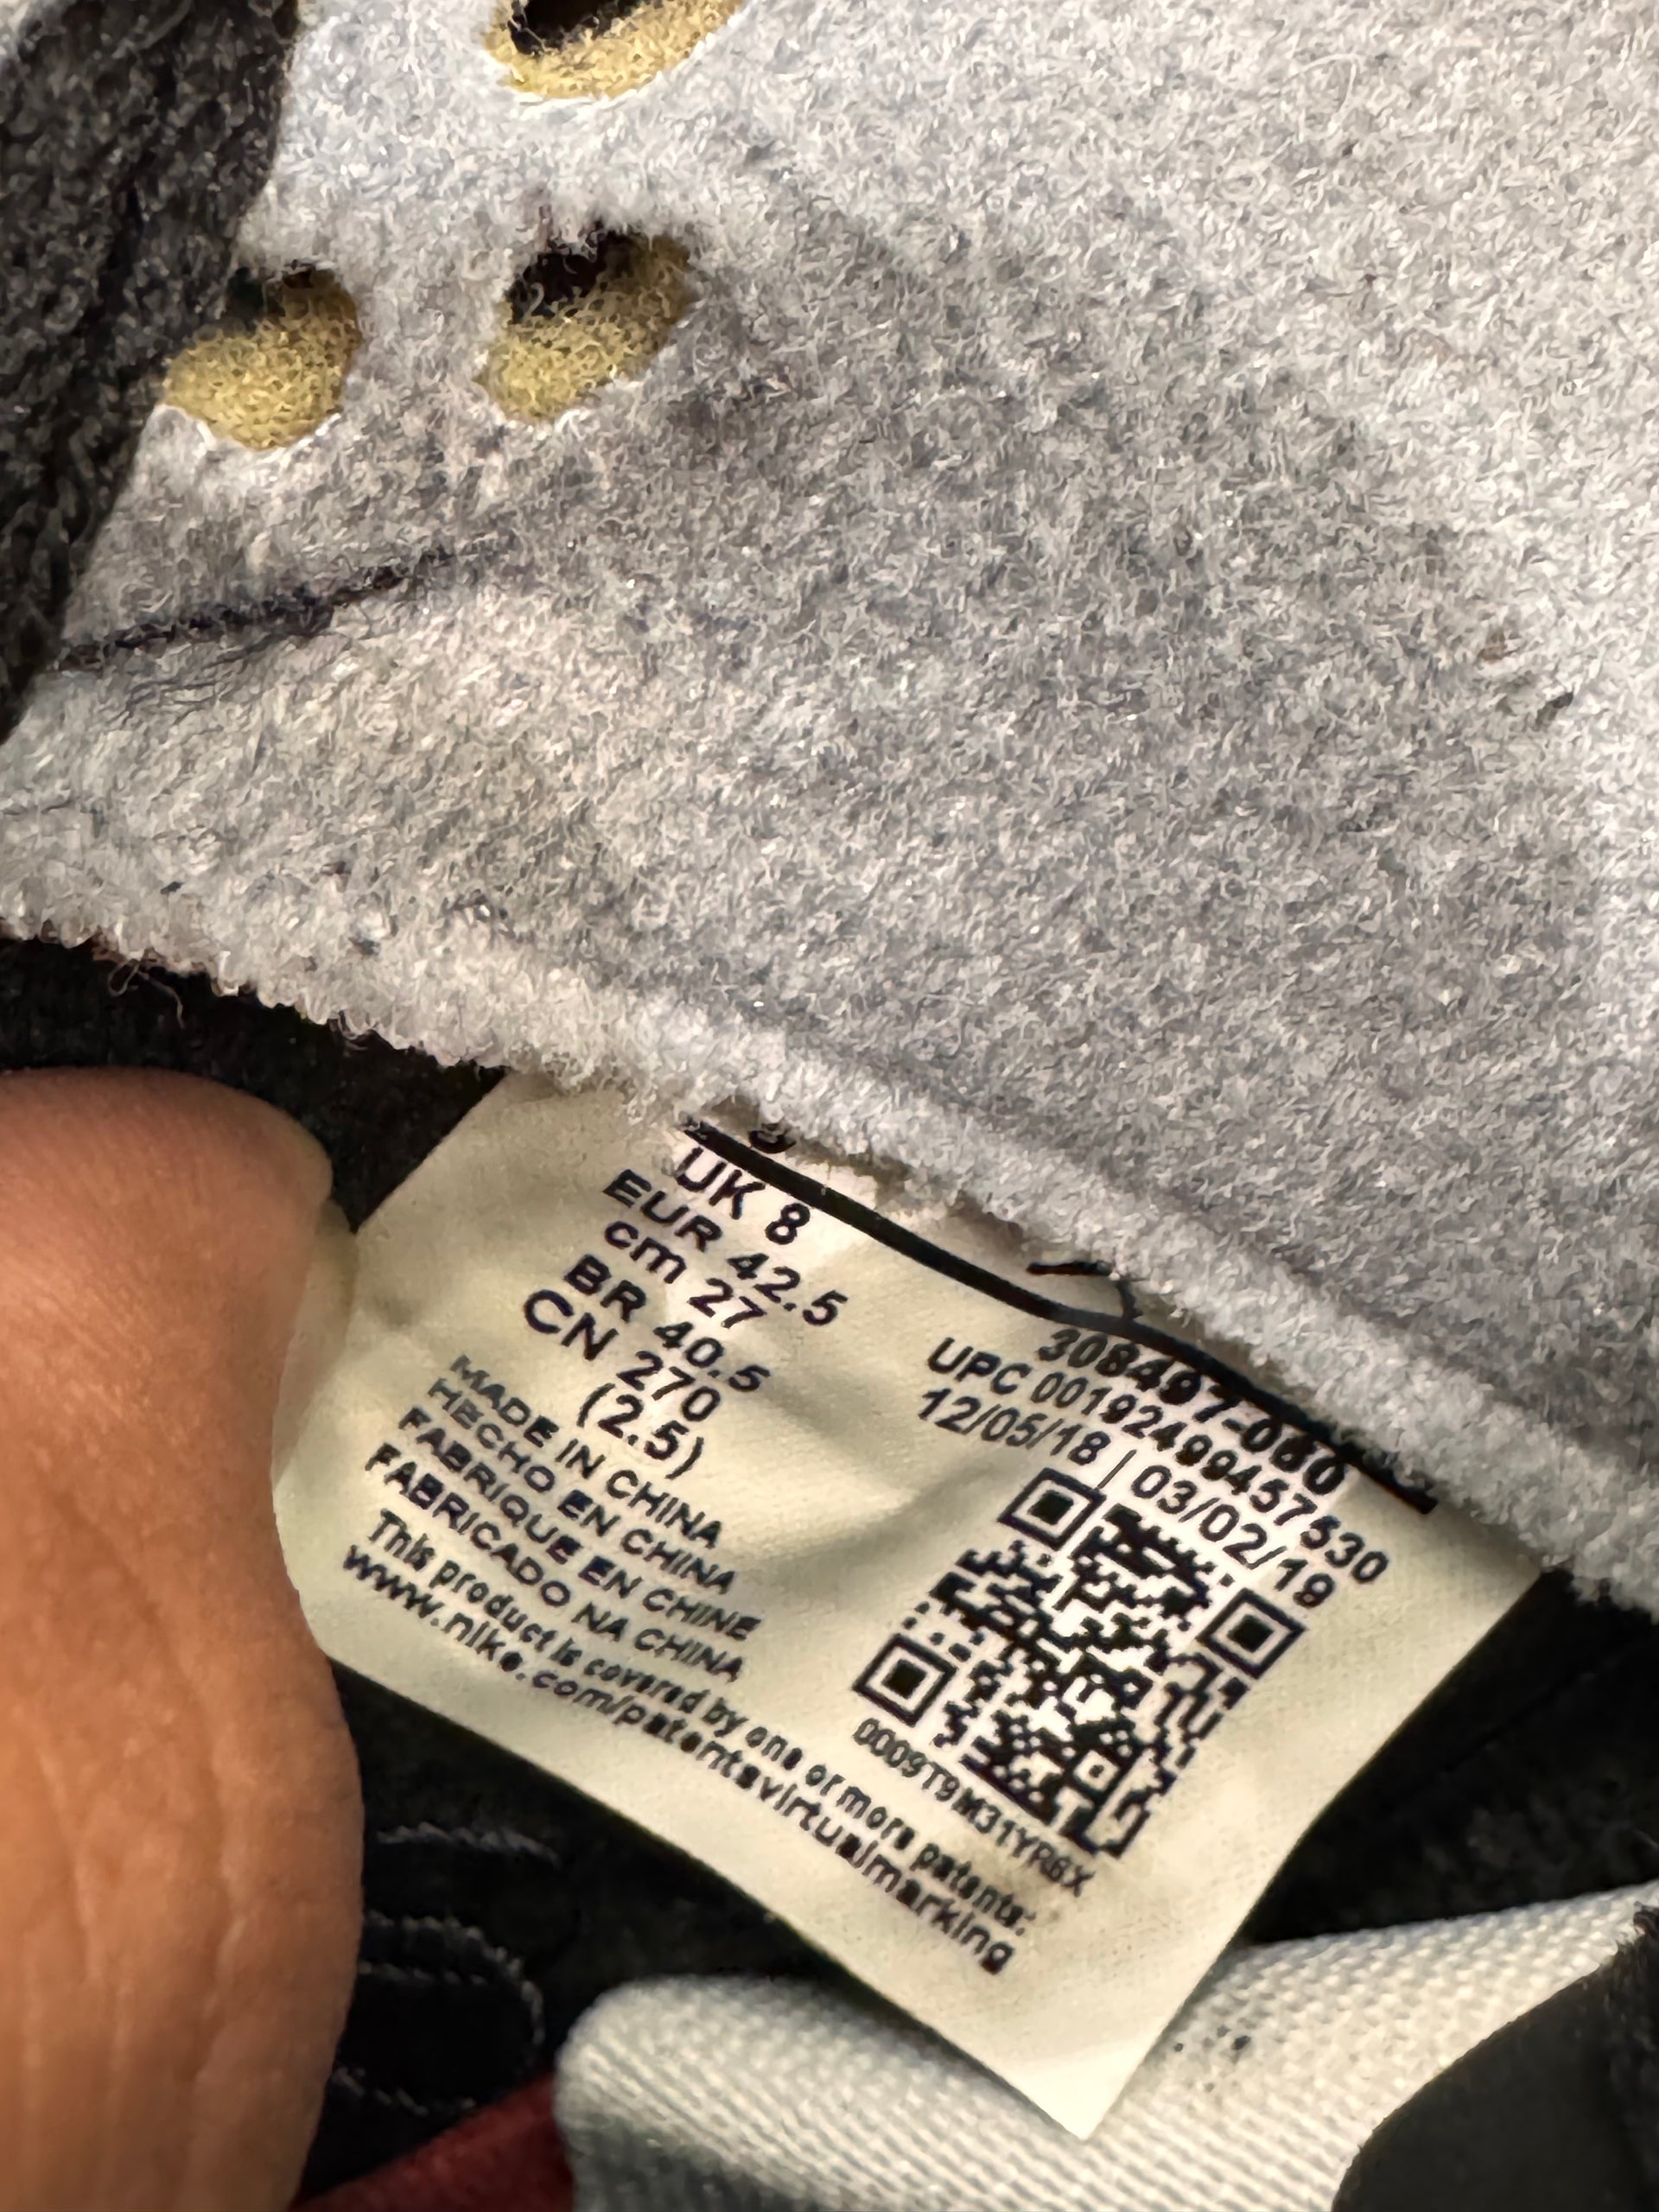 UK 8
EUR 42.5
cm 27
BR 40.5
CN 270
(2.5)
MADE IN CHINA
HECHO EN CHINA
FABRIQUE EN CHINE
FABRICADO NA CHINA
This product is covered by one or more patents:
www.nike.com/patentsvirtualmarking
308497-060
UPC 00192499457530
12/05/18 | 03/02/19
0009T9M31YR6X